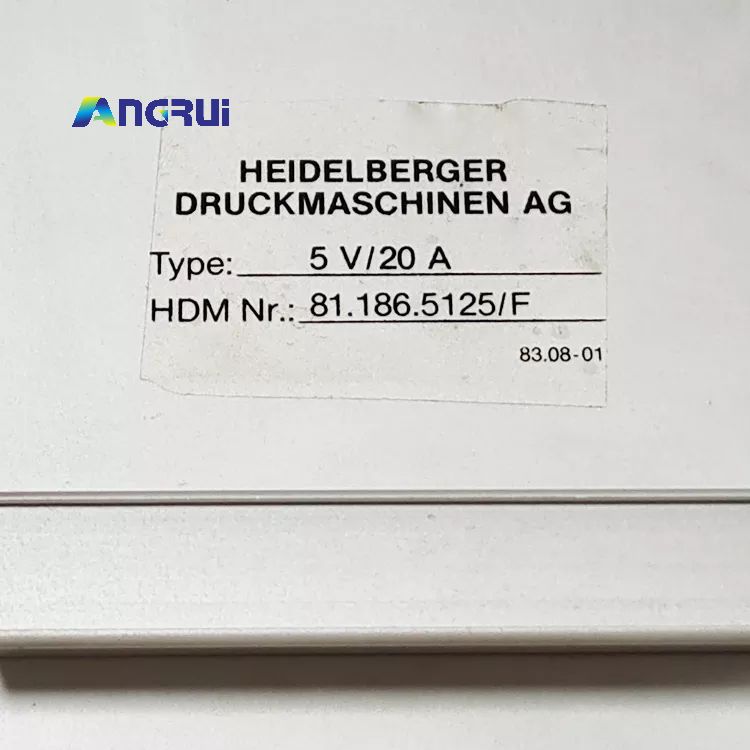 ANGRUi
HEIDELBERGER
DRUCKMASCHINEN AG
Type: 5 V/20 A
HDM Nr.: 81.186.5125/F
83.08-01